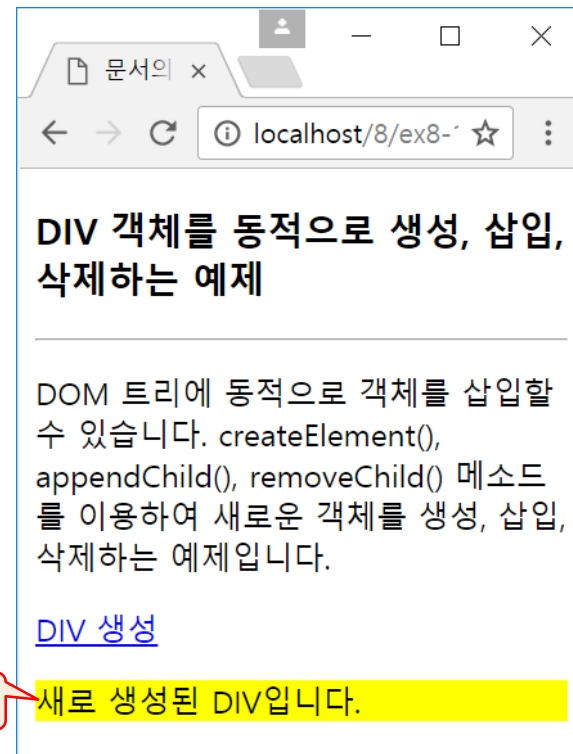 문서의
localhost/8/ex8-1
DIV 객체를 동적으로 생성, 삽입,
삭제하는 예제
DOM 트리에 동적으로 객체를 삽입할
수 있습니다. createElement(),
appendChild(), removeChild() 메소드
를 이용하여 새로운 객체를 생성, 삽입,
삭제하는 예제입니다.
DIV 생성
새로 생성된 DIV입니다.